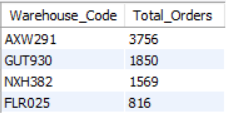 Warehouse_Code Total_Orders
AXW291 3756
GUT930 1850
NXH382 1569
FLR025 816